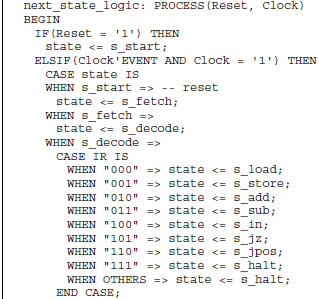 next_state_logic: PROCESS(Reset, Clock)
BEGIN
IF(Reset = '1') THEN
state <= s_start;
ELSIF(Clock'EVENT AND Clock = '1') THEN
CASE state IS
WHEN s_start => -- reset
state <= s_fetch;
WHEN s_fetch =>
state <= s_decode;
WHEN s_decode =>
CASE IR IS
WHEN "000" => state <= s_load;
WHEN "001" => state <= s_store;
WHEN "010" => state <= s_add;
WHEN "011" => state <= s_sub;
WHEN "100" => state <= s_in;
WHEN "101" => state <= s_jz;
WHEN "110" => state <= s_jpos;
WHEN "111" => state <= s_halt;
WHEN OTHERS => state <= s_halt;
END CASE;